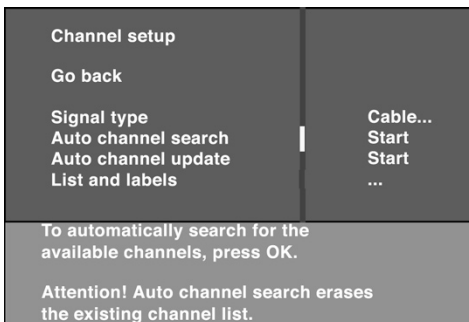 Channel setup
Go back
Signal type Cable...
Auto channel search Start
Auto channel update Start
List and labels ...
To automatically search for the
available channels, press OK.
Attention! Auto channel search erases
the existing channel list.